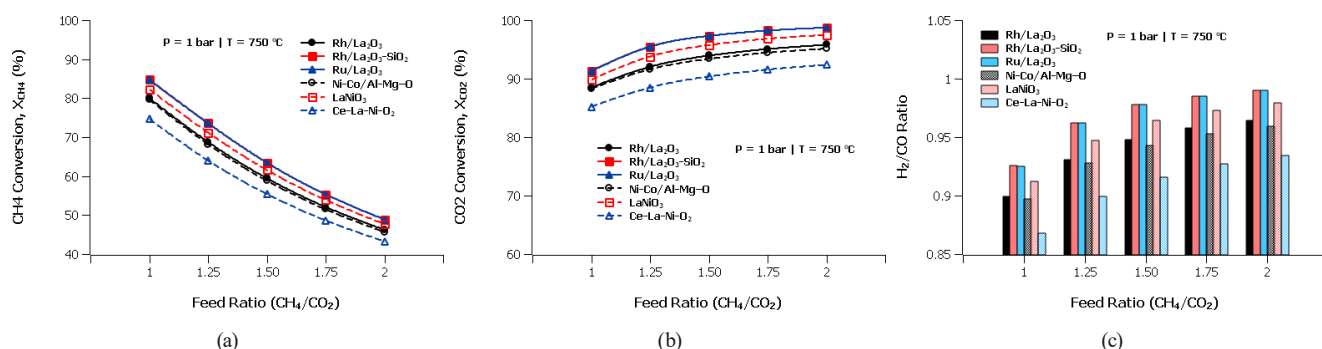 CH4 Conversion, X_CH4 (%)
100
90
80
70
60
50
40
P = 1 bar | T = 750 °C
Rh/La₂O₃
Rh/La₂O₃-SiO₂
Ru/La₂O₃
Ni-Co/Al-Mg-O
LaNiO₃
Ce-La-Ni-O₂
1 1.25 1.50 1.75 2
Feed Ratio (CH₄/CO₂)
(a)
CO2 Conversion, X_CO2 (%)
100
90
80
70
60
Rh/La₂O₃
Rh/La₂O₃-SiO₂
Ru/La₂O₃
Ni-Co/Al-Mg-O
LaNiO₃
Ce-La-Ni-O₂
P = 1 bar | T = 750 °C
1 1.25 1.50 1.75 2
Feed Ratio (CH₄/CO₂)
(b)
H₂/CO Ratio
1.05
1
0.95
0.9
0.85
Rh/La₂O₃
Rh/La₂O₃-SiO₂
Ru/La₂O₃
Ni-Co/Al-Mg-O
LaNiO₃
Ce-La-Ni-O₂
P = 1 bar | T = 750 °C
1 1.25 1.50 1.75 2
Feed Ratio (CH₄/CO₂)
(c)